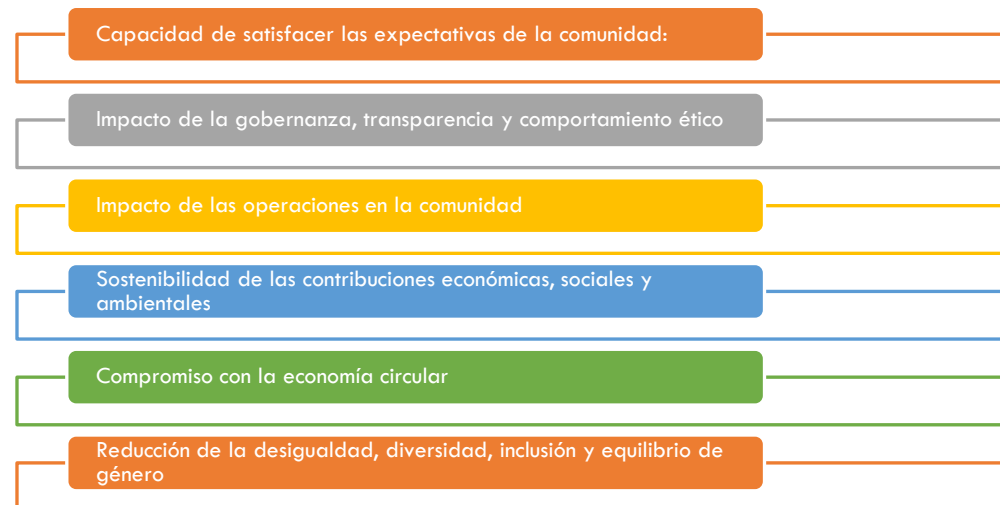 Capacidad de satisfacer las expectativas de la comunidad:
Impacto de la gobernanza, transparencia y comportamiento ético
Impacto de las operaciones en la comunidad
Sostenibilidad de las contribuciones económicas, sociales y
ambientales
Compromiso con la economía circular
Reducción de la desigualdad, diversidad, inclusión y equilibrio de
género